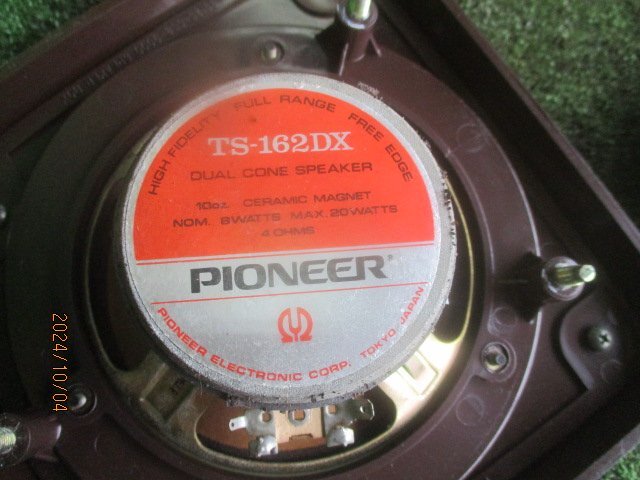 HIGH FIDELITY FULL RANGE FREE EDGE
TS-162DX
DUAL CONE SPEAKER
10oz. CERAMIC MAGNET
NOM. 8WATTS MAX. 20WATTS
4 OHMS
PIONEER
PIONEER ELECTRONIC CORP. TOKYO JAPAN
2024/10/04